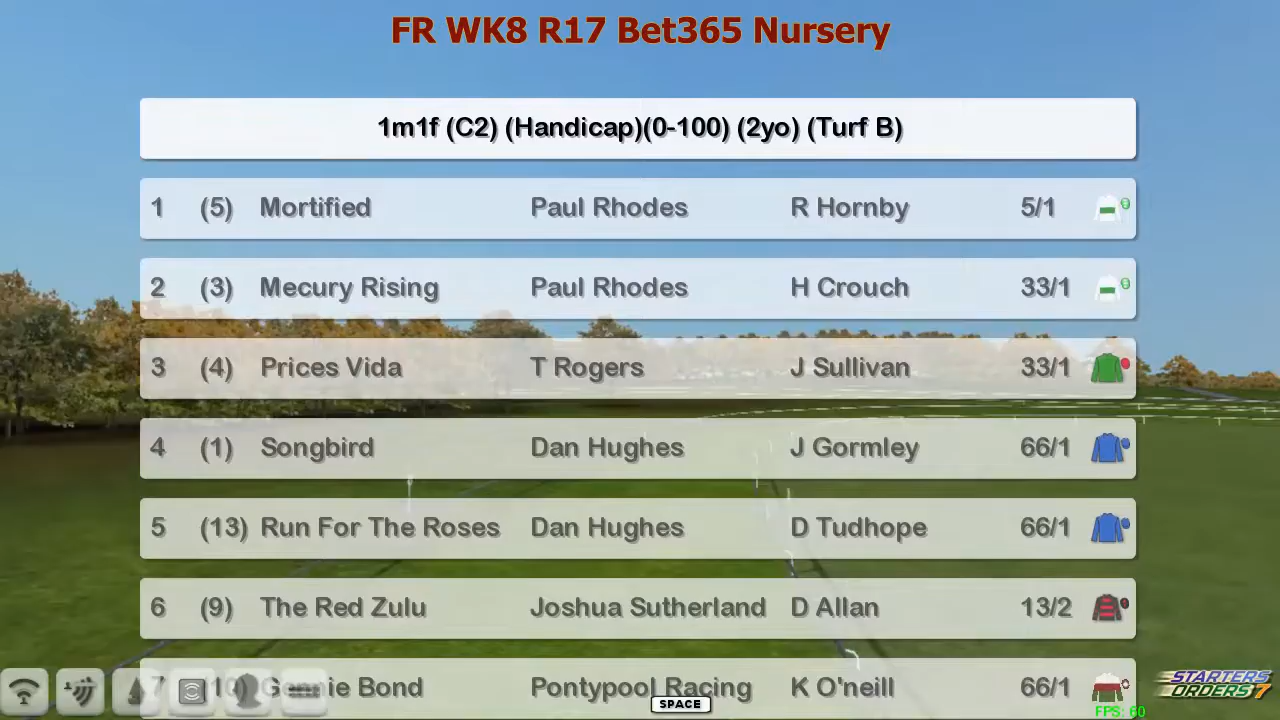 FR WK8 R17 Bet365 Nursery
1m1f (C2) (Handicap)(0-100) (2yo) (Turf B)
1 (5) Mortified Paul Rhodes R Hornby 5/1
2 (3) Mecury Rising Paul Rhodes H Crouch 33/1
3 (4) Prices Vida T Rogers J Sullivan 33/1
4 (1) Songbird Dan Hughes J Gormley 66/1
5 (13) Run For The Roses Dan Hughes D Tudhope 66/1
6 (9) The Red Zulu Joshua Sutherland D Allan 13/2
7 (10) Bond Pontypool Racing K O'neill 66/1
SPACE
STARTERS
ORDERS 7
FPS: 60